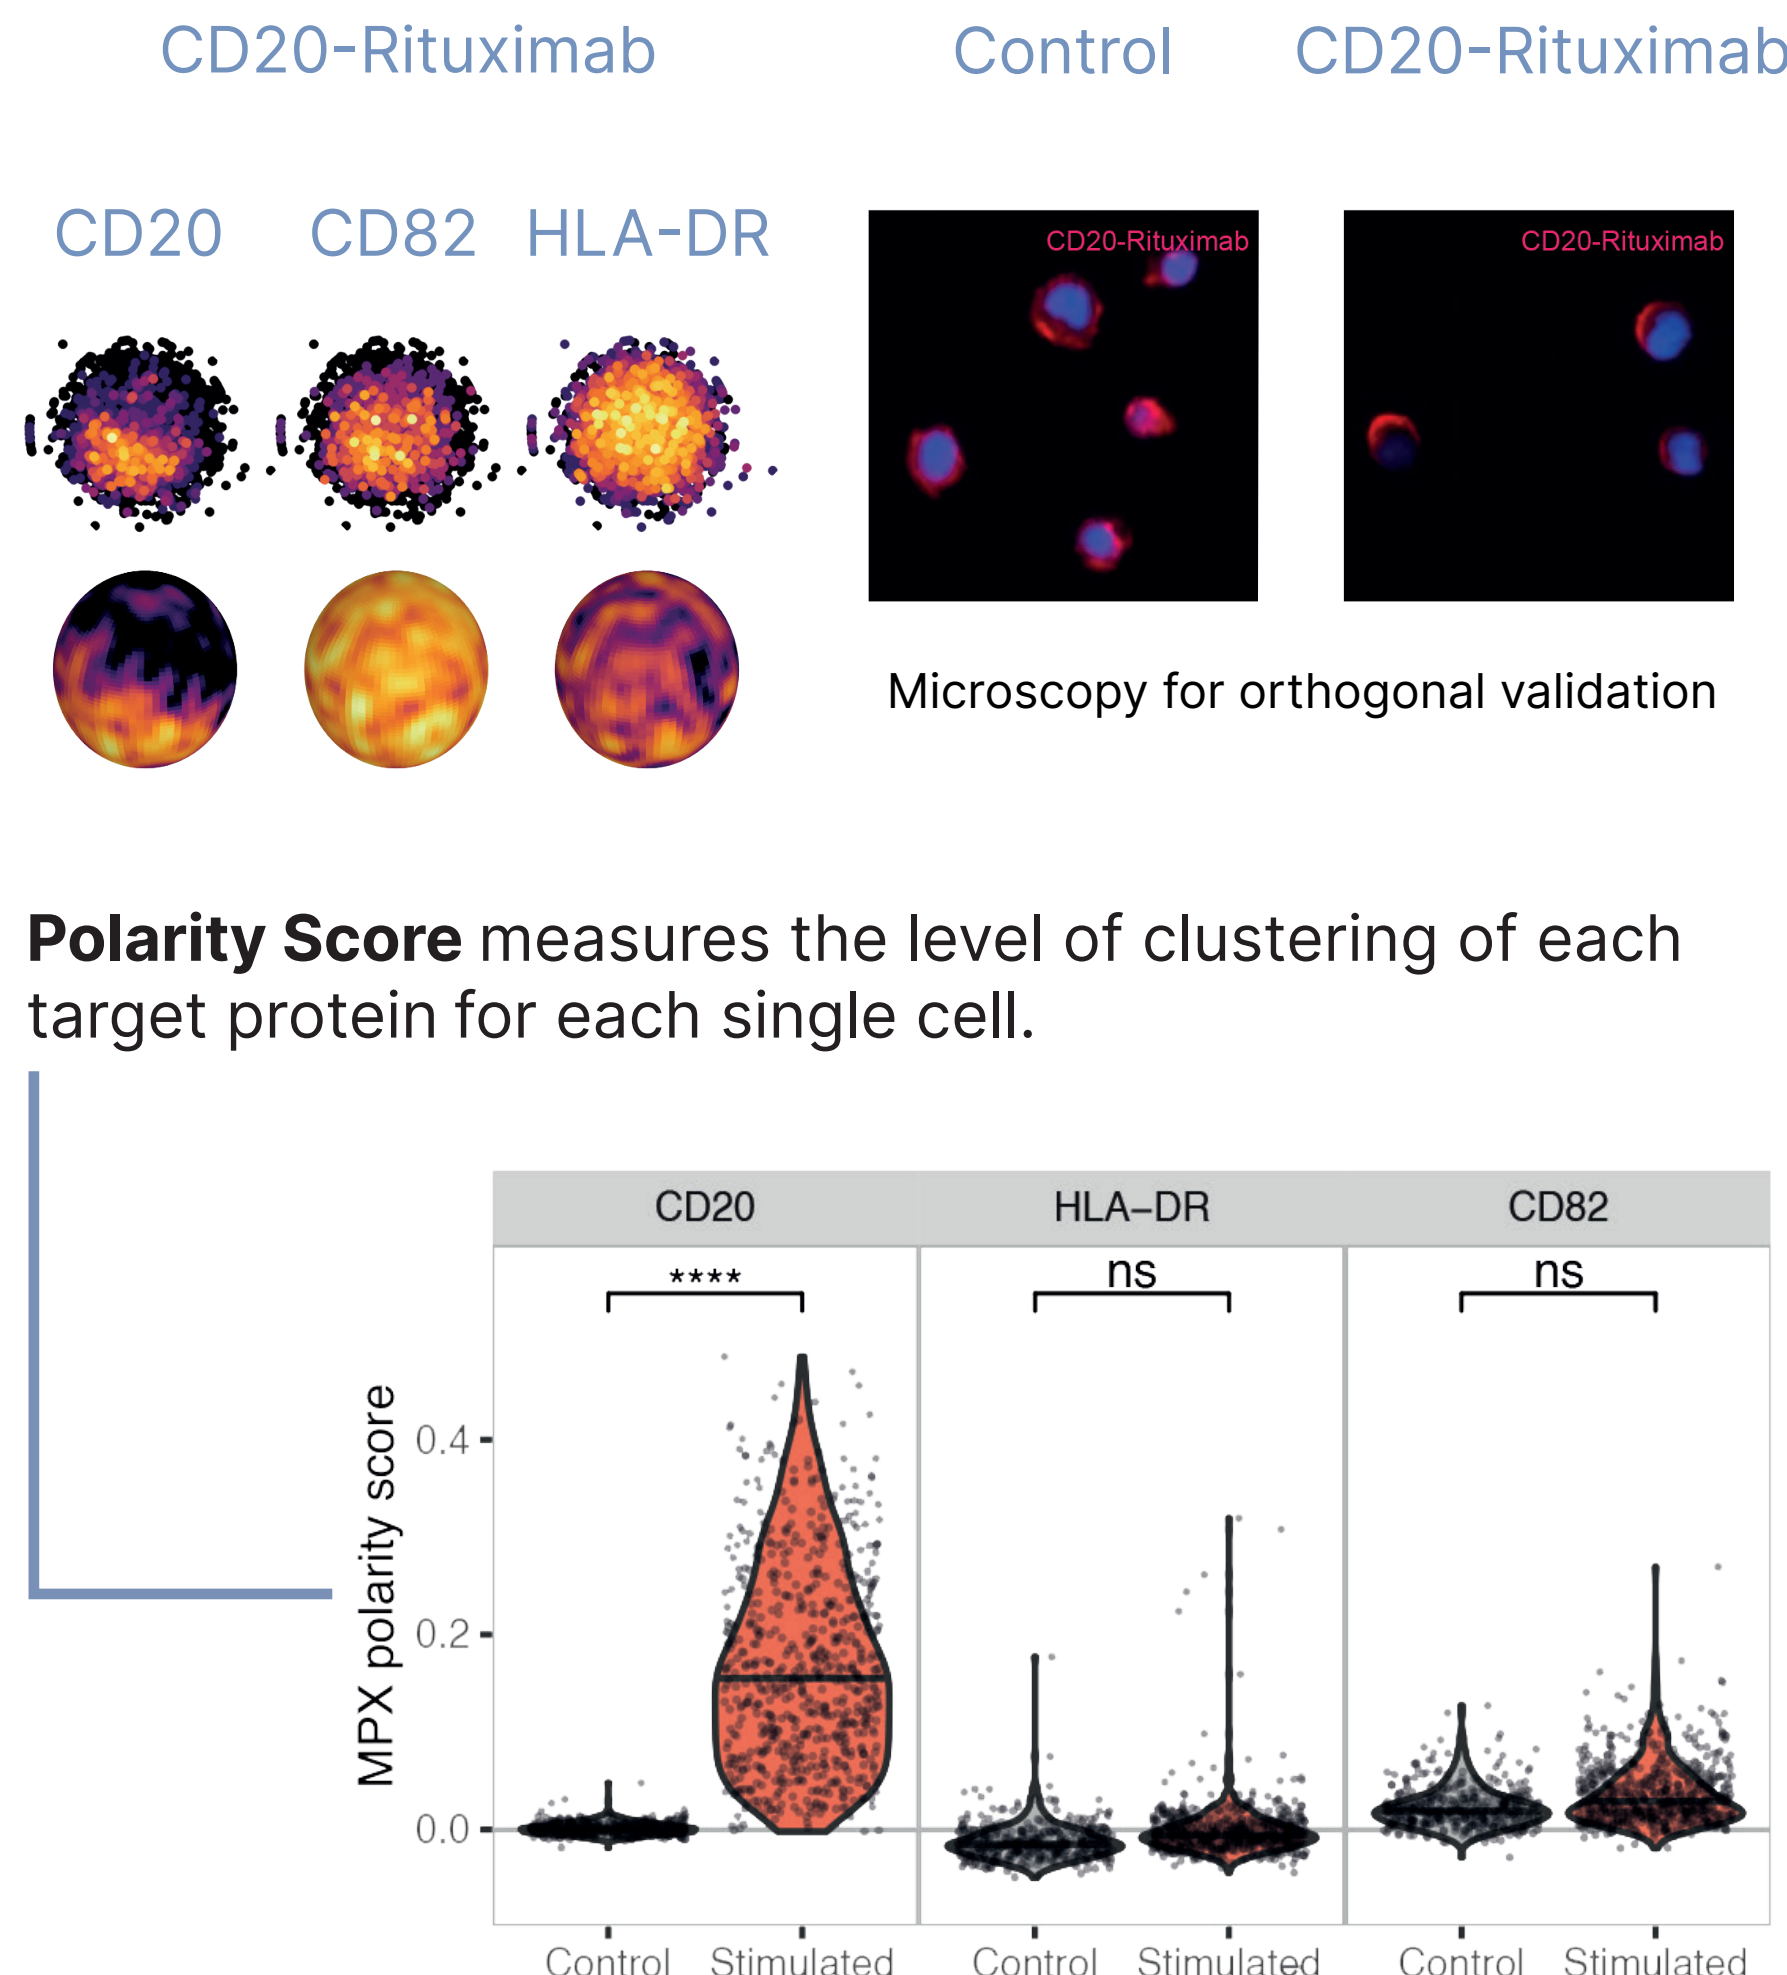 CD20-Rituximab
Control
CD20-Rituximab
CD20
CD82
HLA-DR
CD20-Rituximab
CD20-Rituximab
Microscopy for orthogonal validation
Polarity Score measures the level of clustering of each
target protein for each single cell.
CD20
HLA-DR
CD82
****
ns
ns
MPX polarity score
0.4
0.2
0.0
Control
Stimulated
Control
Stimulated
Control
Stimulated